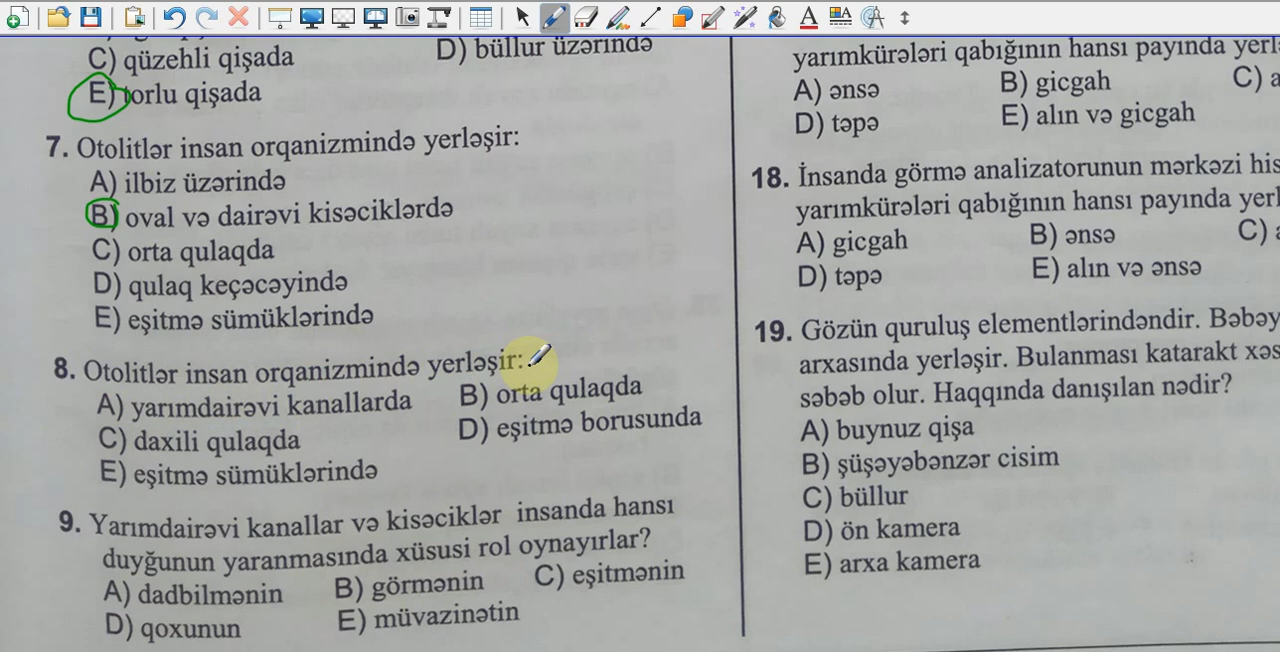 C) qüzehli qişada
D) büllur üzərində
E) torlu qişada
7. Otolitlər insan orqanizmində yerləşir:
A) ilbiz üzərində
B) oval və dairəvi kisəciklərdə
C) orta qulaqda
D) qulaq keçəcəyində
E) eşitmə sümüklərində
8. Otolitlər insan orqanizmində yerləşir:
A) yarımdairəvi kanallarda
B) orta qulaqda
C) daxili qulaqda
D) eşitmə borusunda
E) eşitmə sümüklərində
9. Yarımdairəvi kanallar və kisəciklər insanda hansı
duyğunun yaranmasında xüsusi rol oynayırlar?
A) dadbilmənin
B) görmənin
C) eşitmənin
D) qoxunun
E) müvazinətin
yarımkürələri qabığının hansı payında
A) ənsə
B) gicgah
C)
D) təpə
E) alın və gicgah
18. İnsanda görmə analizatorunun mərkəzi
yarımkürələri qabığının hansı payında
A) gicgah
B) ənsə
C)
D) təpə
E) alın və ənsə
19. Gözün quruluş elementlərindəndir.
arxasında yerləşir. Bulanması katarakt
səbəb olur. Haqqında danışılan nədir?
A) buynuz qişa
B) şüşəyəbənzər cisim
C) büllur
D) ön kamera
E) arxa kamera